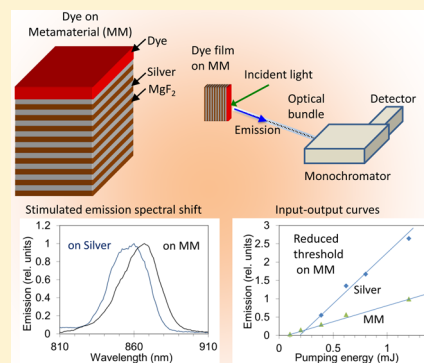 Dye on
Metamaterial (MM)
Dye
Silver
MgF2
Dye film
on MM
Incident light
Optical
bundle
Detector
Emission
Monochromator
Stimulated emission spectral shift
on Silver
on MM
Emission (rel. units)
1.2
1
0.8
0.6
0.4
0.2
0
810
860
910
Wavelength (nm)
Input-output curves
Reduced
threshold
on MM
Silver
MM
Emission (rel. units)
3
2.5
2
1.5
1
0.5
0
0
0.5
1
Pumping energy (mJ)